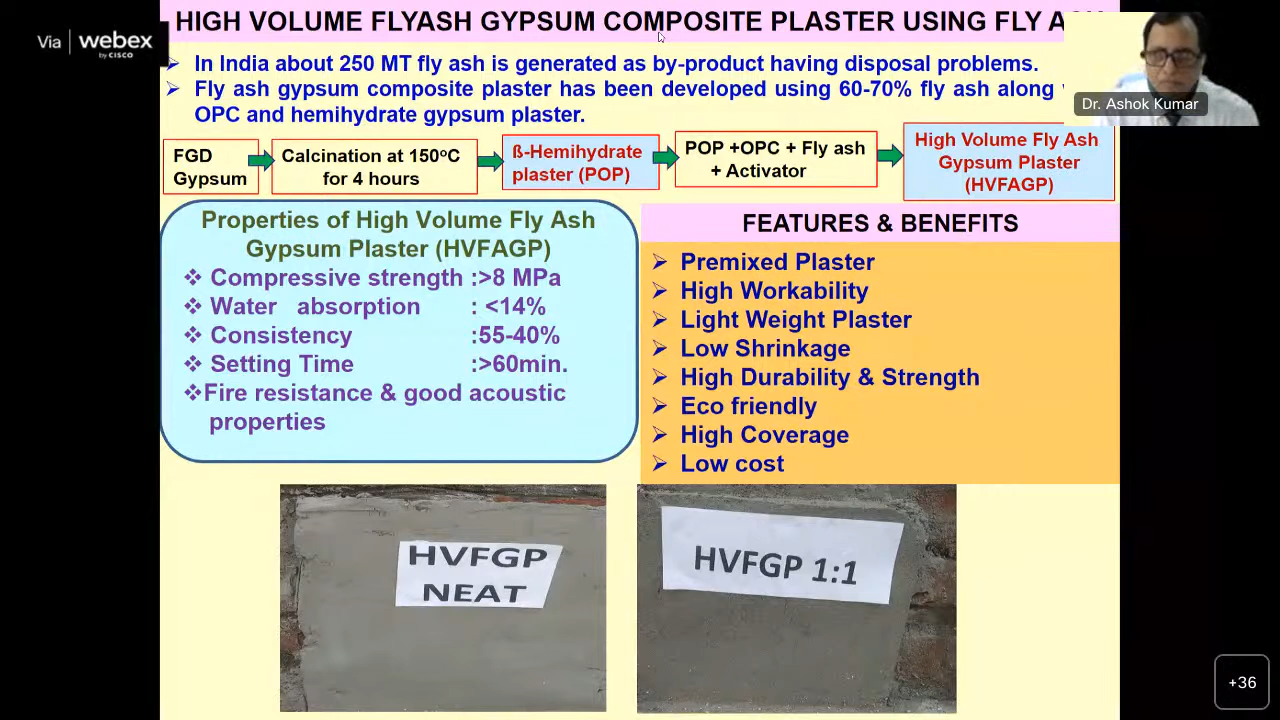 HIGH VOLUME FLYASH GYPSUM COMPOSITE PLASTER USING FLY A
Via | webex
by CISCO
➢ In India about 250 MT fly ash is generated as by-product having disposal problems.
➢ Fly ash gypsum composite plaster has been developed using 60-70% fly ash along
OPC and hemihydrate gypsum plaster.
Dr. Ashok Kumar
FGD
Gypsum
Calcination at 150ºC
for 4 hours
ß-Hemihydrate
plaster (POP)
POP +OPC + Fly ash
+ Activator
High Volume Fly Ash
Gypsum Plaster
(HVFAGP)
Properties of High Volume Fly Ash
Gypsum Plaster (HVFAGP)
❖ Compressive strength :>8 MPa
❖ Water absorption : <14%
❖ Consistency :55-40%
❖ Setting Time :>60min.
❖Fire resistance & good acoustic
properties
FEATURES & BENEFITS
➢ Premixed Plaster
➢ High Workability
➢ Light Weight Plaster
➢ Low Shrinkage
➢ High Durability & Strength
➢ Eco friendly
➢ High Coverage
➢ Low cost
HVFGP
NEAT
HVFGP 1:1
+36